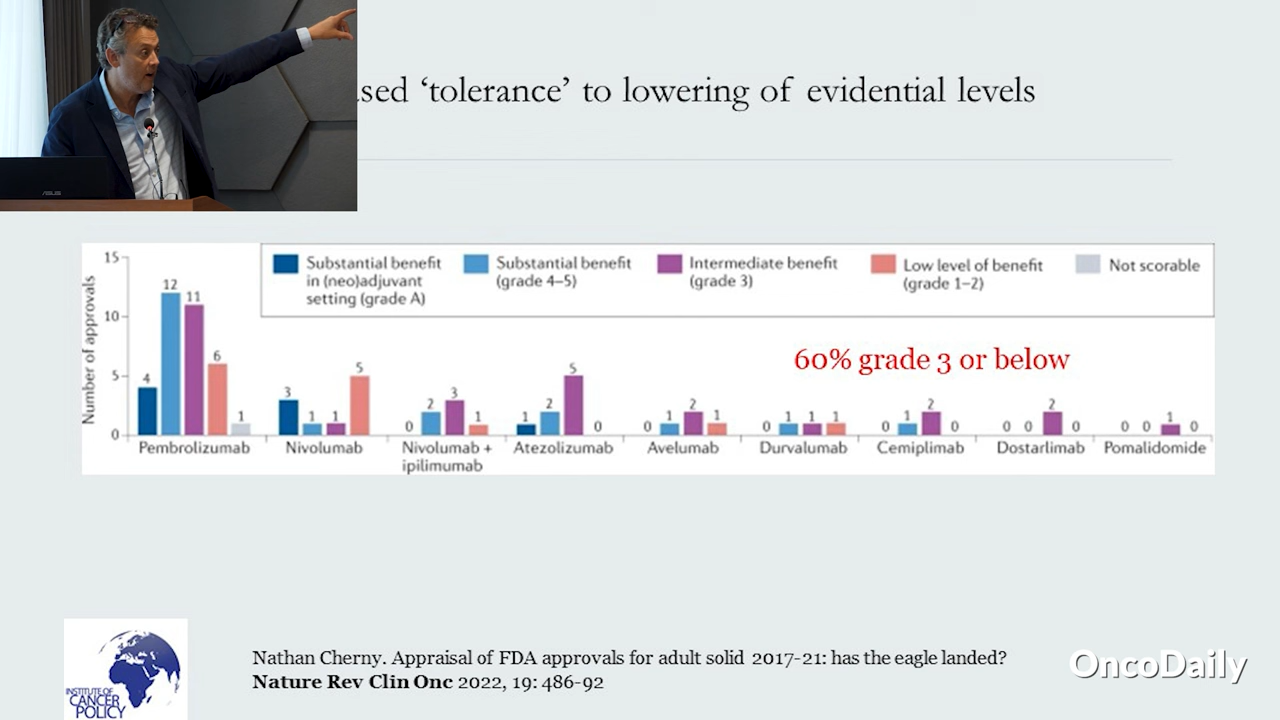 sed ‘tolerance’ to lowering of evidential levels
ASUS
Substantial benefit
in (neo)adjuvant
setting (grade A)
Substantial benefit
(grade 4–5)
Intermediate benefit
(grade 3)
Low level of benefit
(grade 1–2)
Not scorable
Number of approvals
15
10
5
0
4 12 11 6 1
3 1 1 5
0 2 3 1
1 2 5 0
0 1 2 1
0 1 1 1
0 1 2 0
0 0 2 0
0 0 1 0
60% grade 3 or below
Pembrolizumab
Nivolumab
Nivolumab +
ipilimumab
Atezolizumab
Avelumab
Durvalumab
Cemiplimab
Dostarlimab
Pomalidomide
INSTITUTE OF
CANCER
POLICY
Nathan Cherny. Appraisal of FDA approvals for adult solid 2017-21: has the eagle landed?
Nature Rev Clin Onc 2022, 19: 486-92
OncoDaily